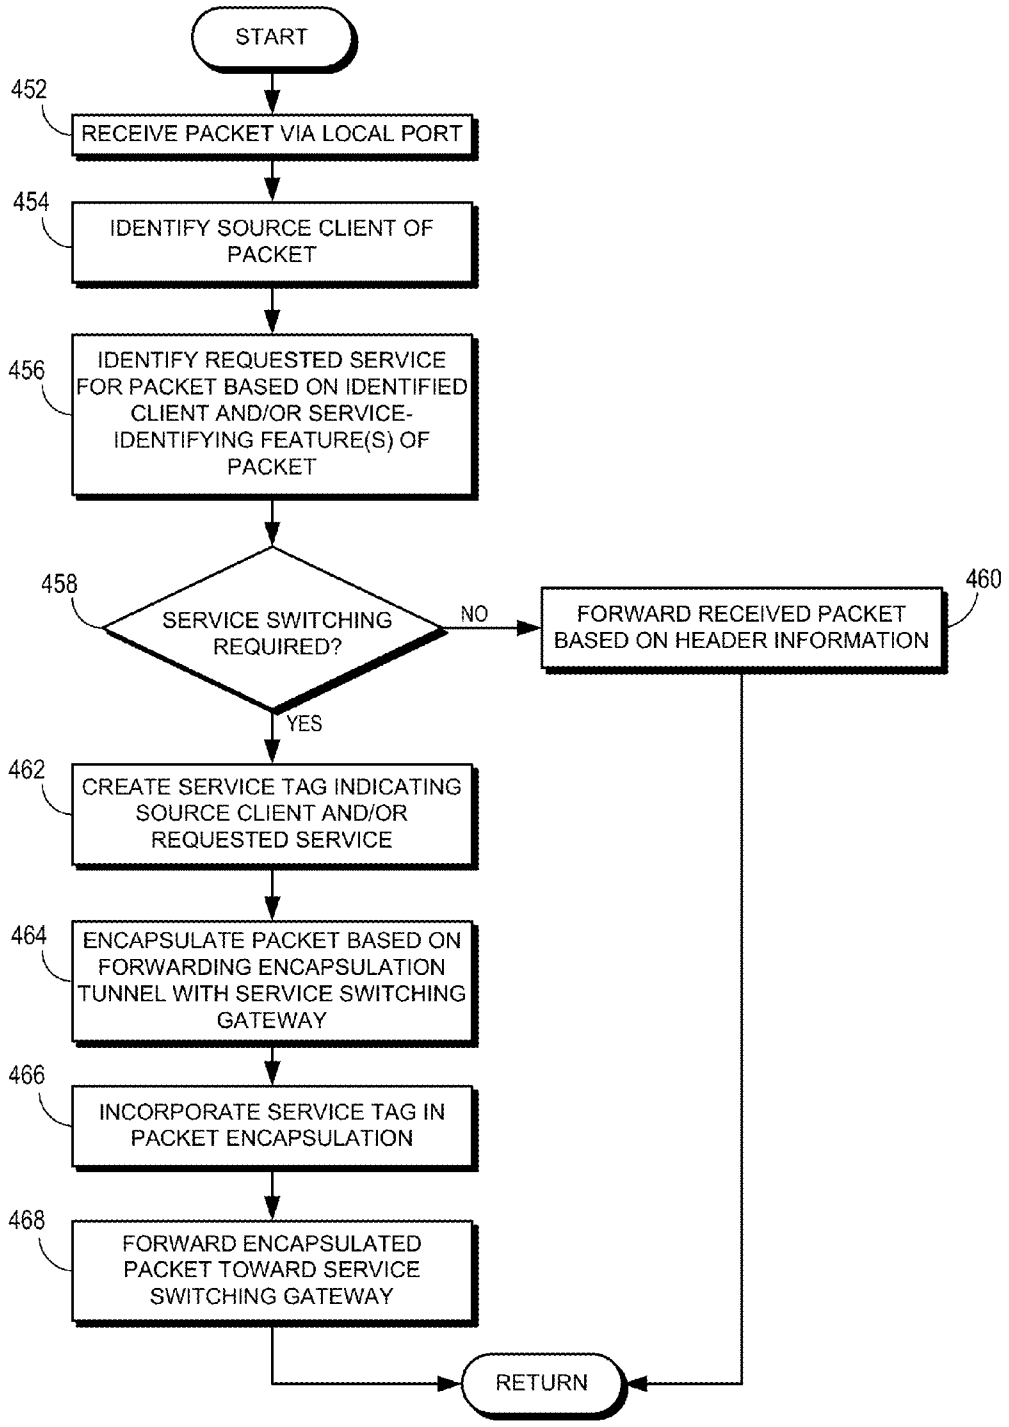 START
452
RECEIVE PACKET VIA LOCAL PORT
454
IDENTIFY SOURCE CLIENT OF
PACKET
456
IDENTIFY REQUESTED SERVICE
FOR PACKET BASED ON IDENTIFIED
CLIENT AND/OR SERVICE-
IDENTIFYING FEATURE(S) OF
PACKET
458
SERVICE SWITCHING
REQUIRED?
NO
460
FORWARD RECEIVED PACKET
BASED ON HEADER INFORMATION
YES
462
CREATE SERVICE TAG INDICATING
SOURCE CLIENT AND/OR
REQUESTED SERVICE
464
ENCAPSULATE PACKET BASED ON
FORWARDING ENCAPSULATION
TUNNEL WITH SERVICE SWITCHING
GATEWAY
466
INCORPORATE SERVICE TAG IN
PACKET ENCAPSULATION
468
FORWARD ENCAPSULATED
PACKET TOWARD SERVICE
SWITCHING GATEWAY
RETURN